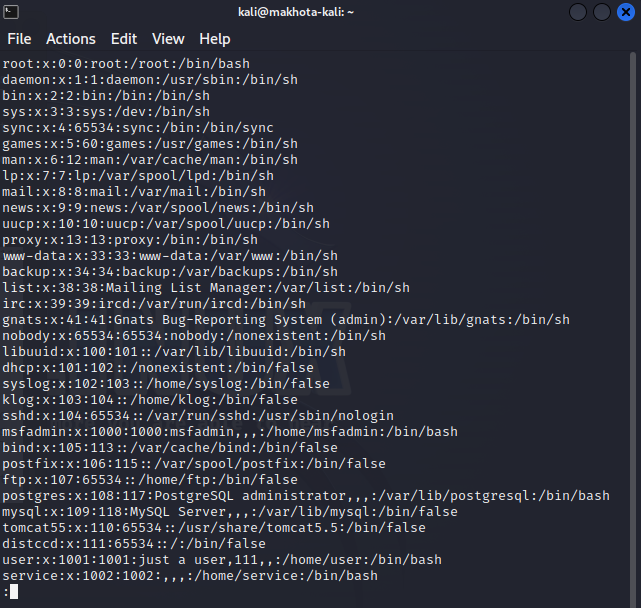 kali@makhota-kali: ~
File Actions Edit View Help
root:x:0:0:root:/root:/bin/bash
daemon:x:1:1:daemon:/usr/sbin:/bin/sh
bin:x:2:2:bin:/bin:/bin/sh
sys:x:3:3:sys:/dev:/bin/sh
sync:x:4:65534:sync:/bin:/bin/sync
games:x:5:60:games:/usr/games:/bin/sh
man:x:6:12:man:/var/cache/man:/bin/sh
lp:x:7:7:lp:/var/spool/lpd:/bin/sh
mail:x:8:8:mail:/var/mail:/bin/sh
news:x:9:9:news:/var/spool/news:/bin/sh
uucp:x:10:10:uucp:/var/spool/uucp:/bin/sh
proxy:x:13:13:proxy:/bin:/bin/sh
www-data:x:33:33:www-data:/var/www:/bin/sh
backup:x:34:34:backup:/var/backups:/bin/sh
list:x:38:38:Mailing List Manager:/var/list:/bin/sh
irc:x:39:39:ircd:/var/run/ircd:/bin/sh
gnats:x:41:41:Gnats Bug-Reporting System (admin):/var/lib/gnats:/bin/sh
nobody:x:65534:65534:nobody:/nonexistent:/bin/sh
libuuid:x:100:101::/var/lib/libuuid:/bin/sh
dhcp:x:101:102::/nonexistent:/bin/false
syslog:x:102:103::/home/syslog:/bin/false
klog:x:103:104::/home/klog:/bin/false
sshd:x:104:65534::/var/run/sshd:/usr/sbin/nologin
msfadmin:x:1000:1000:msfadmin,,,:/home/msfadmin:/bin/bash
bind:x:105:113::/var/cache/bind:/bin/false
postfix:x:106:115::/var/spool/postfix:/bin/false
ftp:x:107:65534::/home/ftp:/bin/false
postgres:x:108:117:PostgreSQL administrator,,,:/var/lib/postgresql:/bin/bash
mysql:x:109:118:MySQL Server,,,:/var/lib/mysql:/bin/false
tomcat55:x:110:65534::/usr/share/tomcat5.5:/bin/false
distccd:x:111:65534::/:/bin/false
user:x:1001:1001:just a user,111,,:/home/user:/bin/bash
service:x:1002:1002:,,,:/home/service:/bin/bash
: